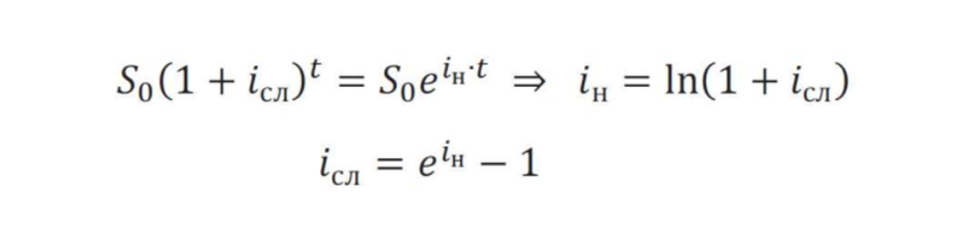 S₀(1 + i_сл)^t = S₀e^(i_н·t) ⇒ i_н = ln(1 + i_сл)
i_сл = e^(i_н) − 1